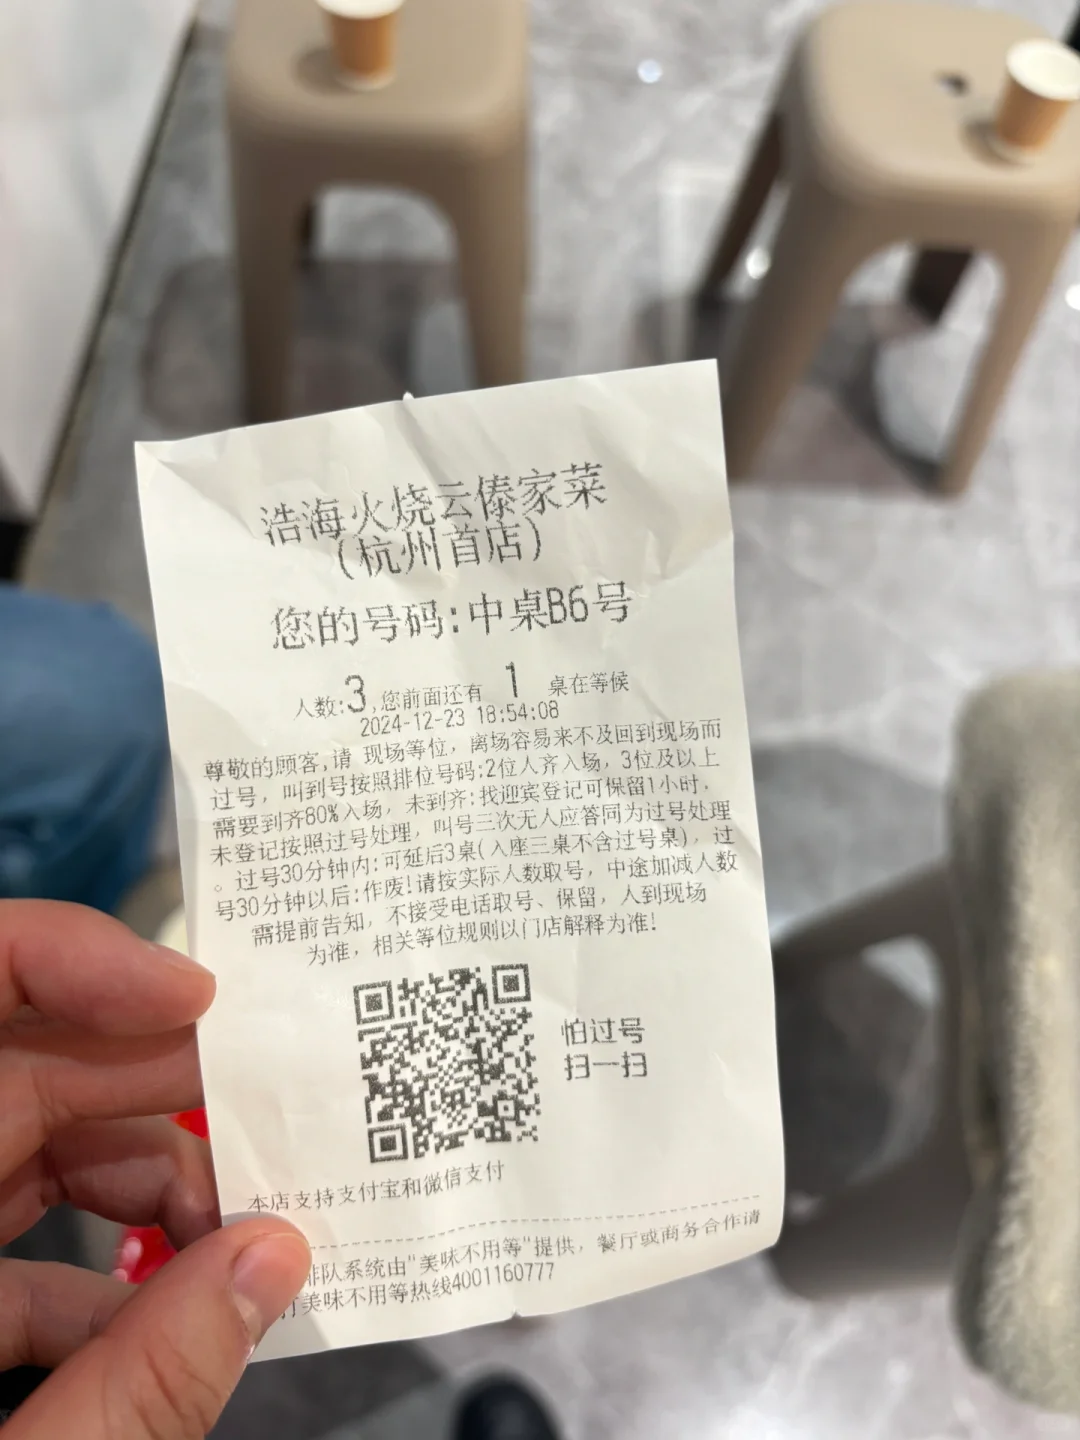 浩海火烧云傣家菜
(杭州首店)
您的号码:中桌B6号
人数:3,您前面还有 1 桌在等候
2024-12-23 18:54:08
尊敬的顾客,请 现场等位，离场容易来不及回到现场而
过号，叫到号按照排位号码:2位人齐入场，3位及以上
需要到齐80%入场，未到齐:找迎宾登记可保留1小时，
未登记按照过号处理，叫号三次无人应答同为过号处理
。过号30分钟内:可延后3桌(入座三桌不含过号桌)，过
号30分钟以后:作废!请按实际人数取号，中途加减人数
需提前告知，不接受电话取号、保留，人到现场
为准，相关等位规则以门店解释为准!
怕过号
扫一扫
本店支持支付宝和微信支付
排队系统由"美味不用等"提供，餐厅或商务合作请
打美味不用等热线4001160777